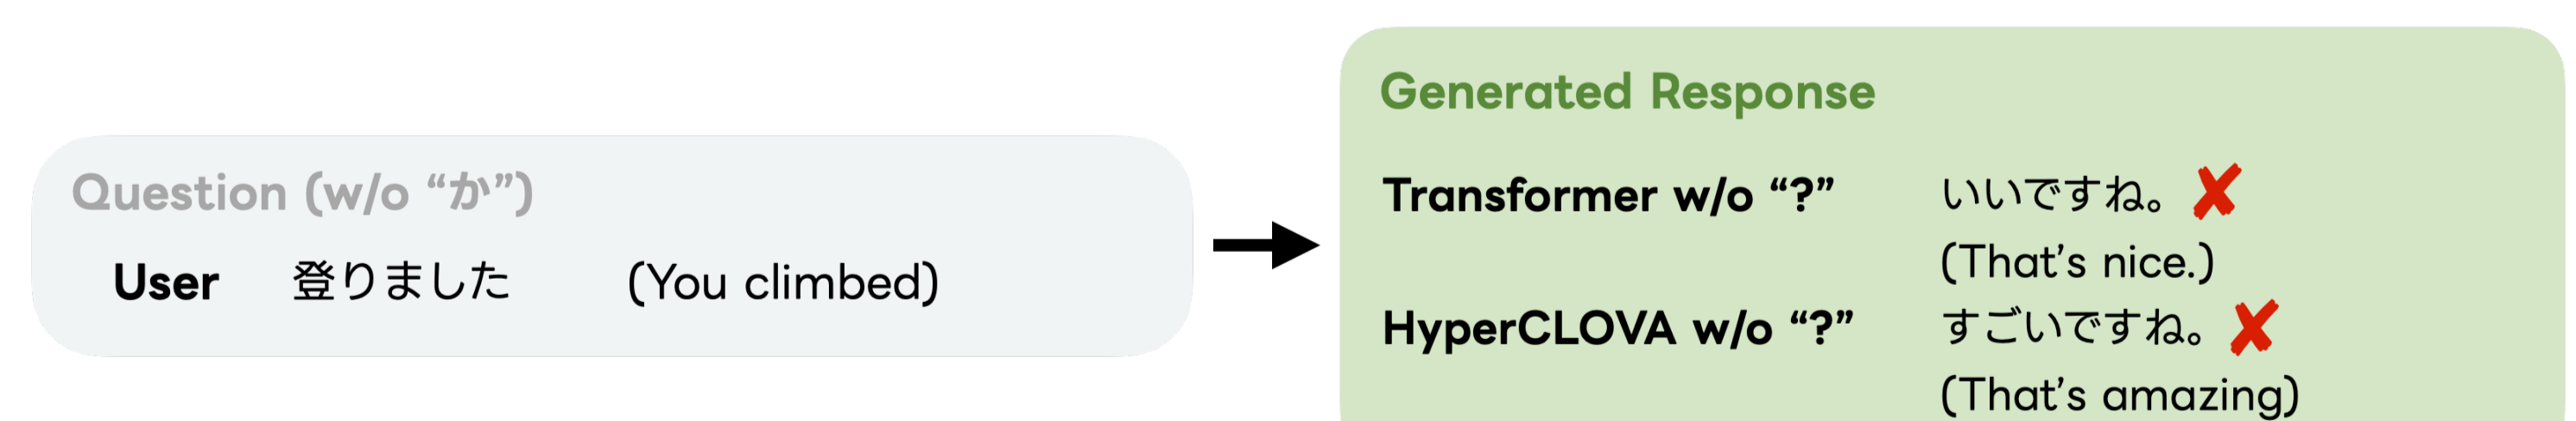 Question (w/o “か”)
User 登りました (You climbed)
Generated Response
Transformer w/o “?” いいですね。
(That’s nice.)
HyperCLOVA w/o “?” すごいですね。
(That’s amazing)